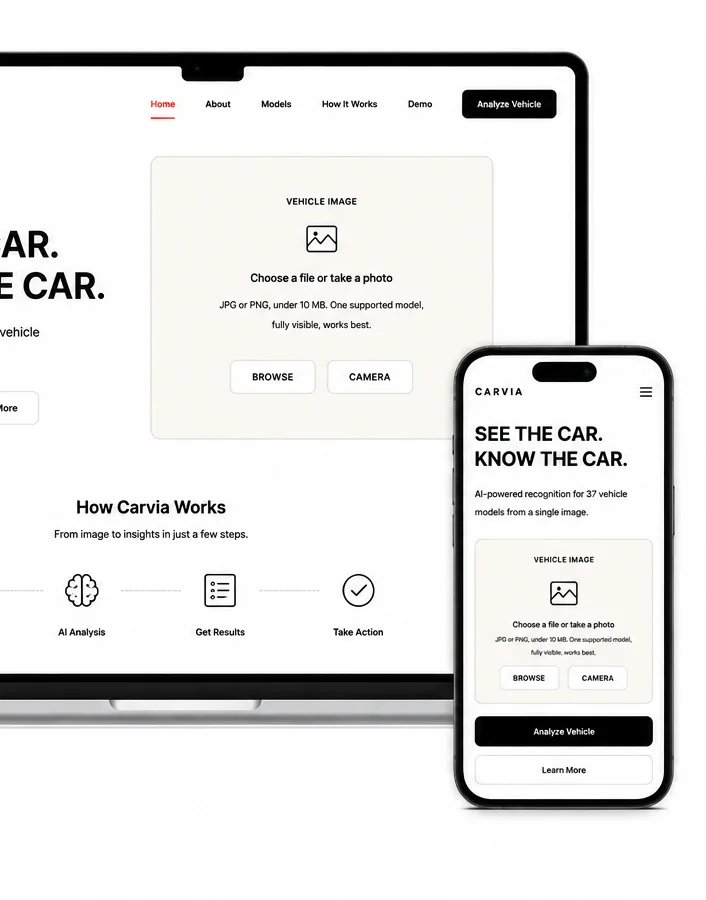 Home About Models How It Works Demo Analyze Vehicle
AR.
E CAR.
vehicle
More
VEHICLE IMAGE
Choose a file or take a photo
JPG or PNG, under 10 MB. One supported model,
fully visible, works best.
BROWSE CAMERA
How Carvia Works
From image to insights in just a few steps.
AI Analysis Get Results Take Action
CARVIA
SEE THE CAR.
KNOW THE CAR.
AI-powered recognition for 37 vehicle
models from a single image.
VEHICLE IMAGE
Choose a file or take a photo
JPG or PNG, under 10 MB. One supported model,
fully visible, works best.
BROWSE CAMERA
Analyze Vehicle
Learn More